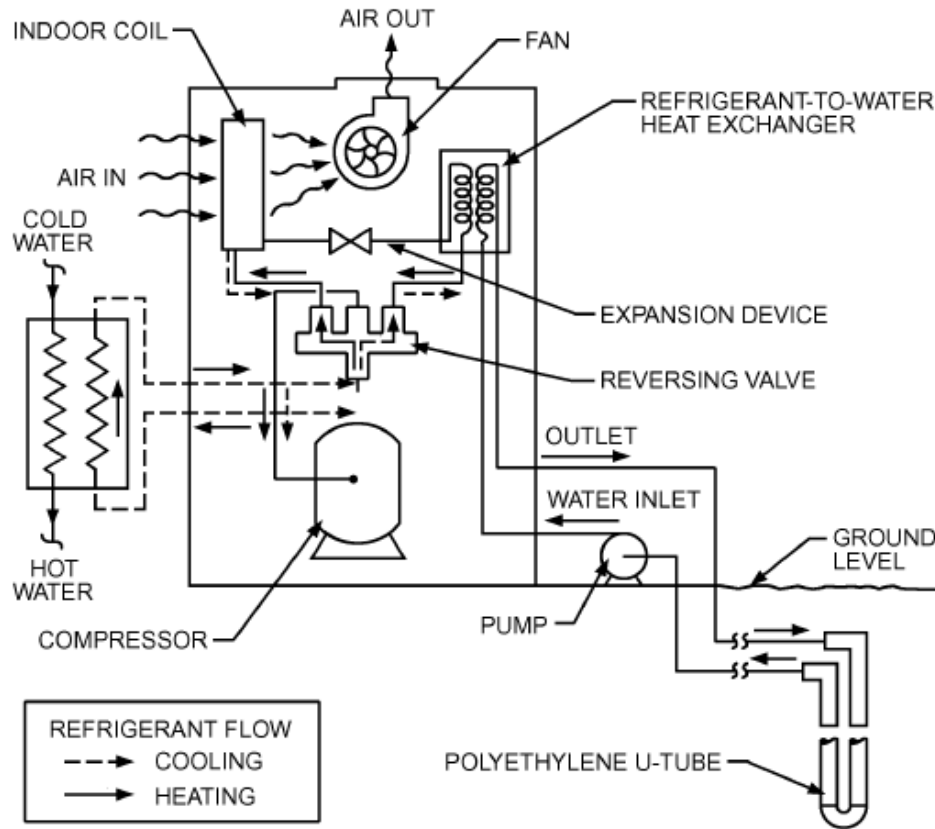 INDOOR COIL
AIR OUT
FAN
REFRIGERANT-TO-WATER
HEAT EXCHANGER
AIR IN
COLD
WATER
EXPANSION DEVICE
REVERSING VALVE
OUTLET
WATER INLET
GROUND
LEVEL
HOT
WATER
COMPRESSOR
PUMP
REFRIGERANT FLOW
COOLING
HEATING
POLYETHYLENE U-TUBE